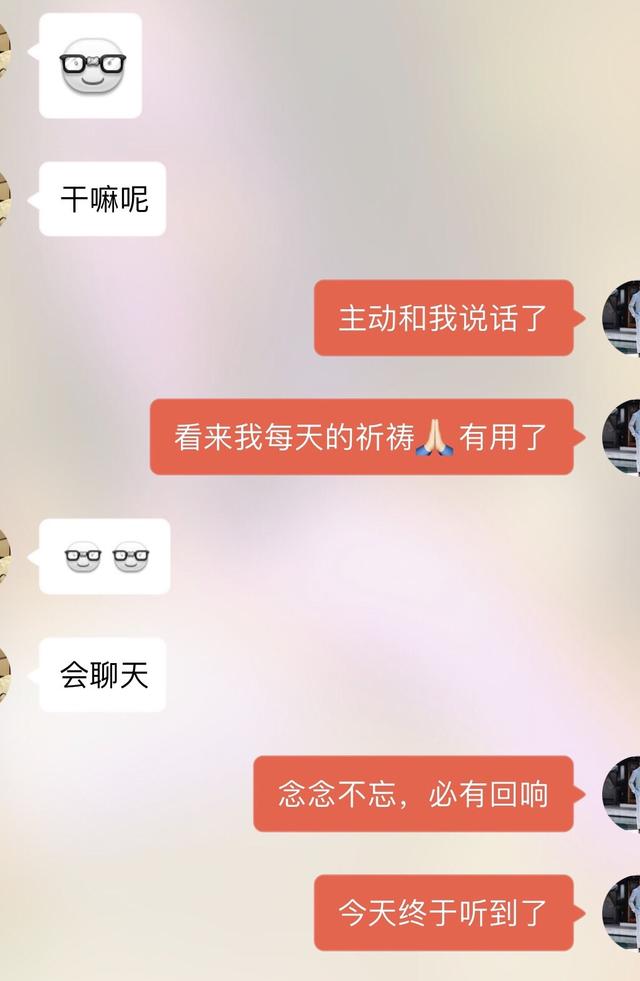 干嘛呢
主动和我说话了
看来我每天的祈祷🙏有用了
会聊天
念念不忘，必有回响
今天终于听到了